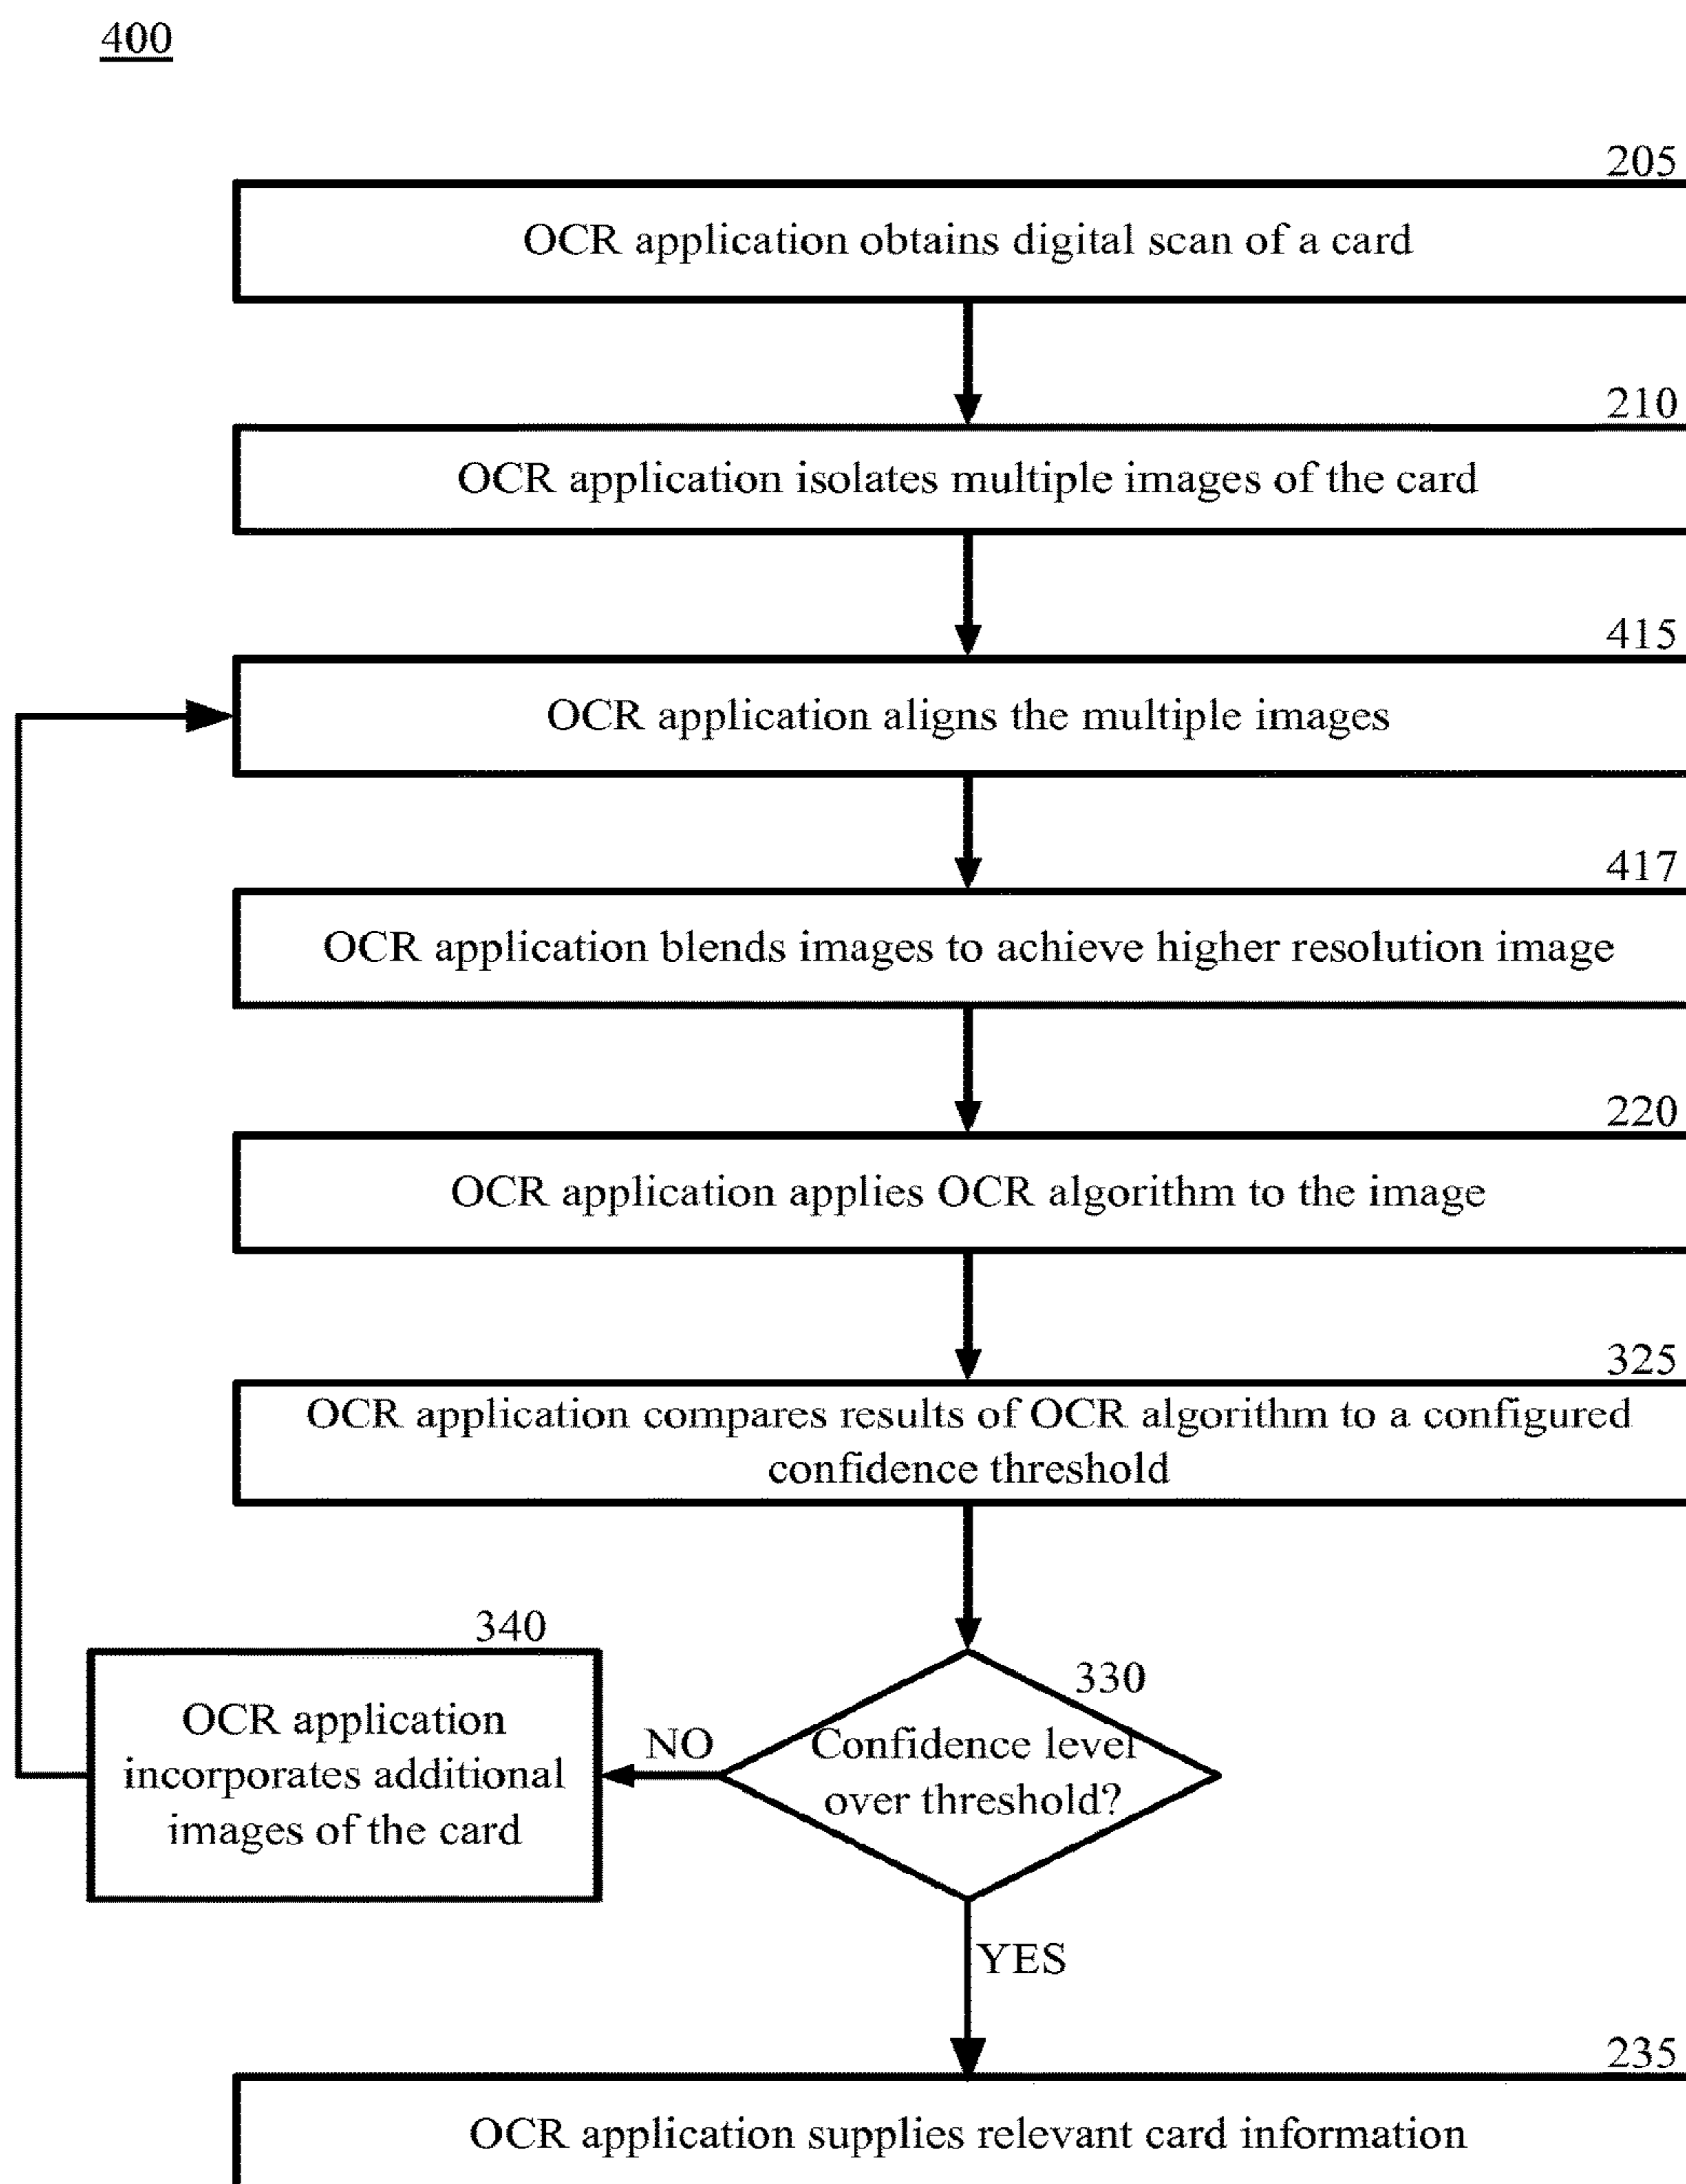 400
205
OCR application obtains digital scan of a card
210
OCR application isolates multiple images of the card
415
OCR application aligns the multiple images
417
OCR application blends images to achieve higher resolution image
220
OCR application applies OCR algorithm to the image
325
OCR application compares results of OCR algorithm to a configured
confidence threshold
340
OCR application
incorporates additional
images of the card
NO
330
Confidence level
over threshold?
YES
235
OCR application supplies relevant card information